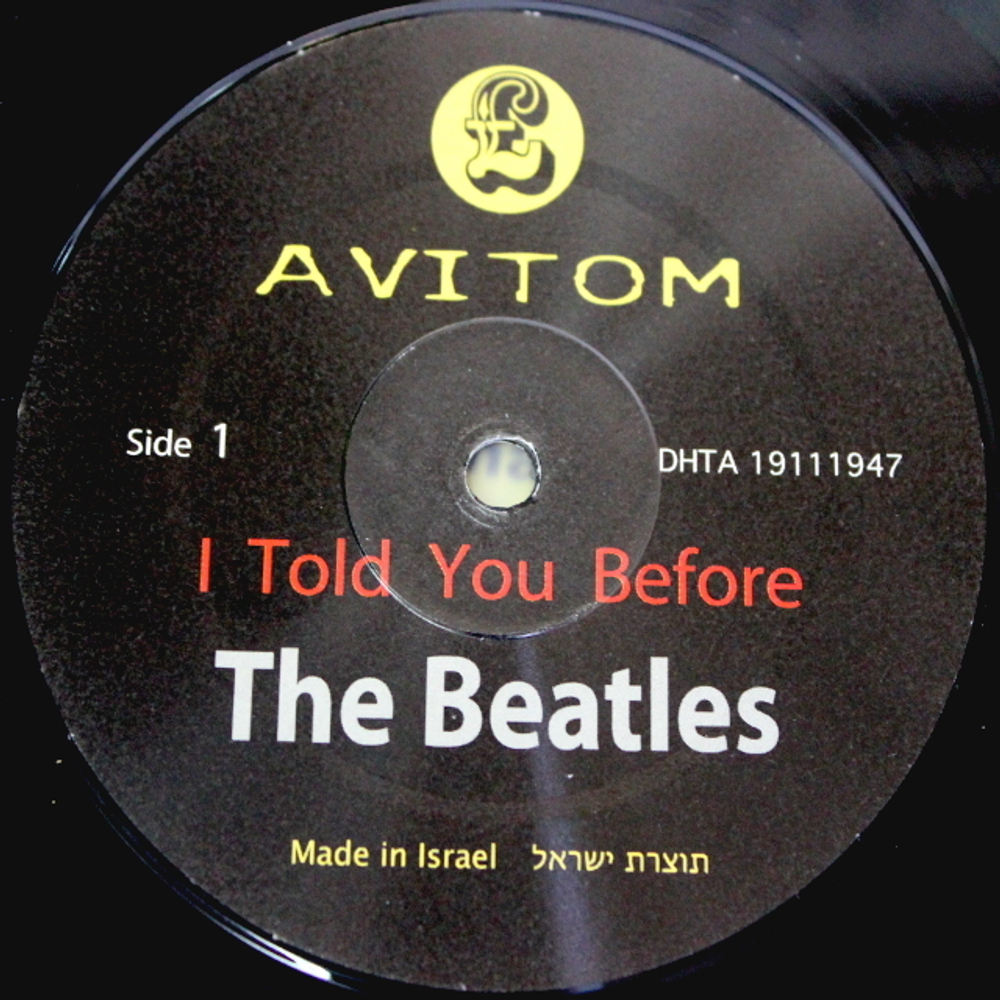 £
AVITOM
Side 1
DHTA 19111947
I Told You Before
The Beatles
Made in Israel תוצרת ישראל